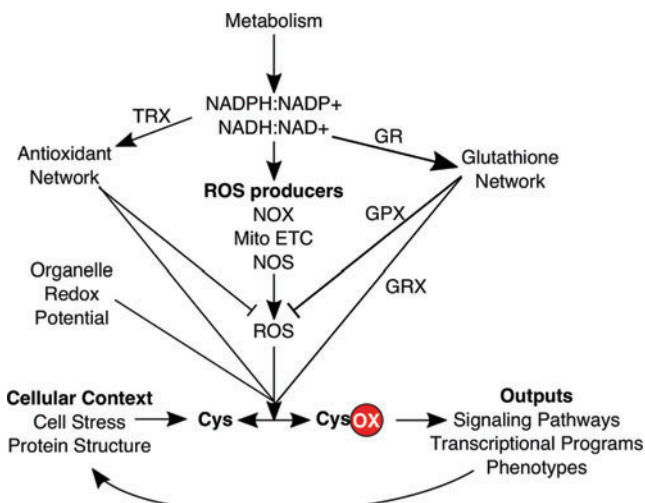 Metabolism
NADPH:NADP+
NADH:NAD+
TRX
GR
Antioxidant
Network
Glutathione
Network
ROS producers
NOX
Mito ETC
NOS
GPX
GRX
Organelle
Redox
Potential
ROS
Cellular Context
Cell Stress
Protein Structure
Cys
Cys OX
Outputs
Signaling Pathways
Transcriptional Programs
Phenotypes